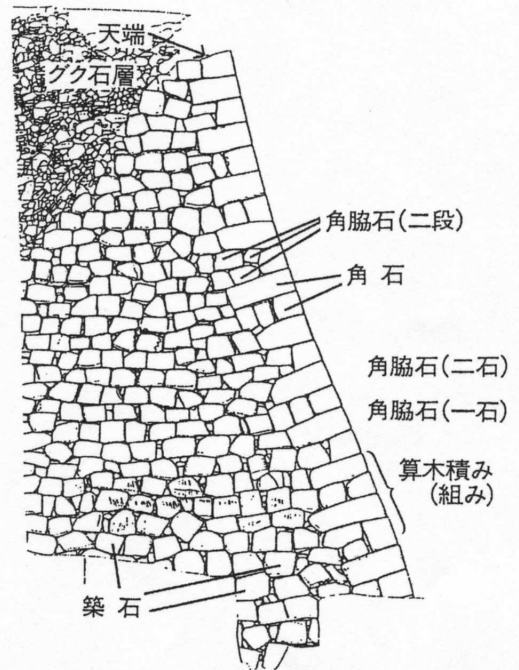 天端
グク石層
角脇石(二段)
角 石
角脇石(二石)
角脇石(一石)
算木積み
(組み)
築 石